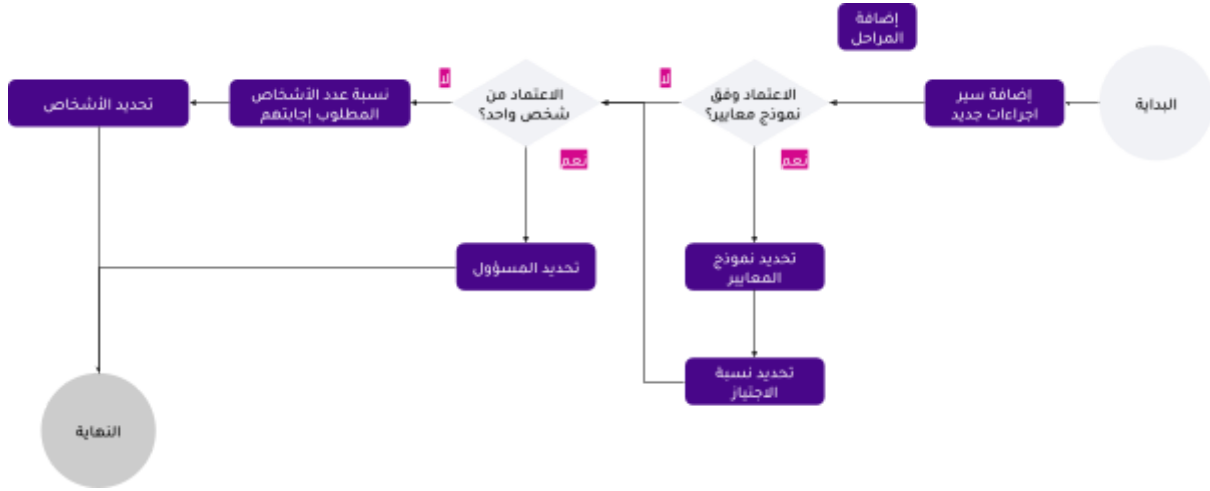 إضافة
المراحل
البداية
إضافة سير
اجراءات جديد
الاعتماد وفق
نموذج معايير؟
لا
الاعتماد من
شخص واحد؟
لا
نسبة عدد الأشخاص
المطلوب إجابتهم
تحديد الأشخاص
نعم
نعم
تحديد نموذج
المعايير
تحديد المسؤول
تحديد نسبة
الاجتياز
النهاية